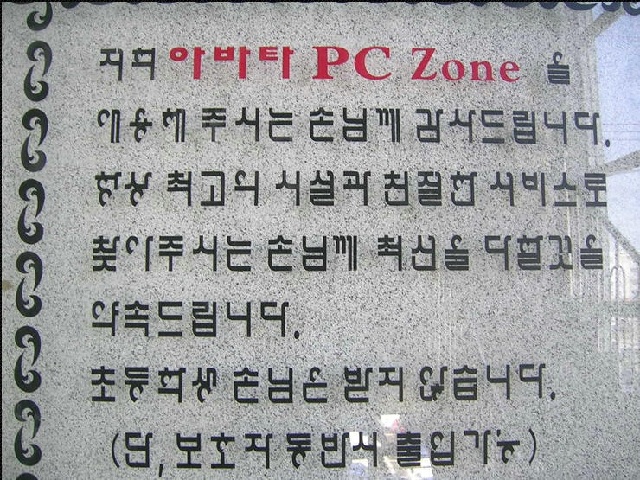 저희 아바타 PC Zone 을
애용해 주시는 손님께 감사드립니다.
항상 최고의 시설과 친절한 서비스로
찾아주시는 손님께 최선을 다할것을
약속드립니다.
초등학생 손님은 받지 않습니다.
(단, 보호자 동반시 출입가능)